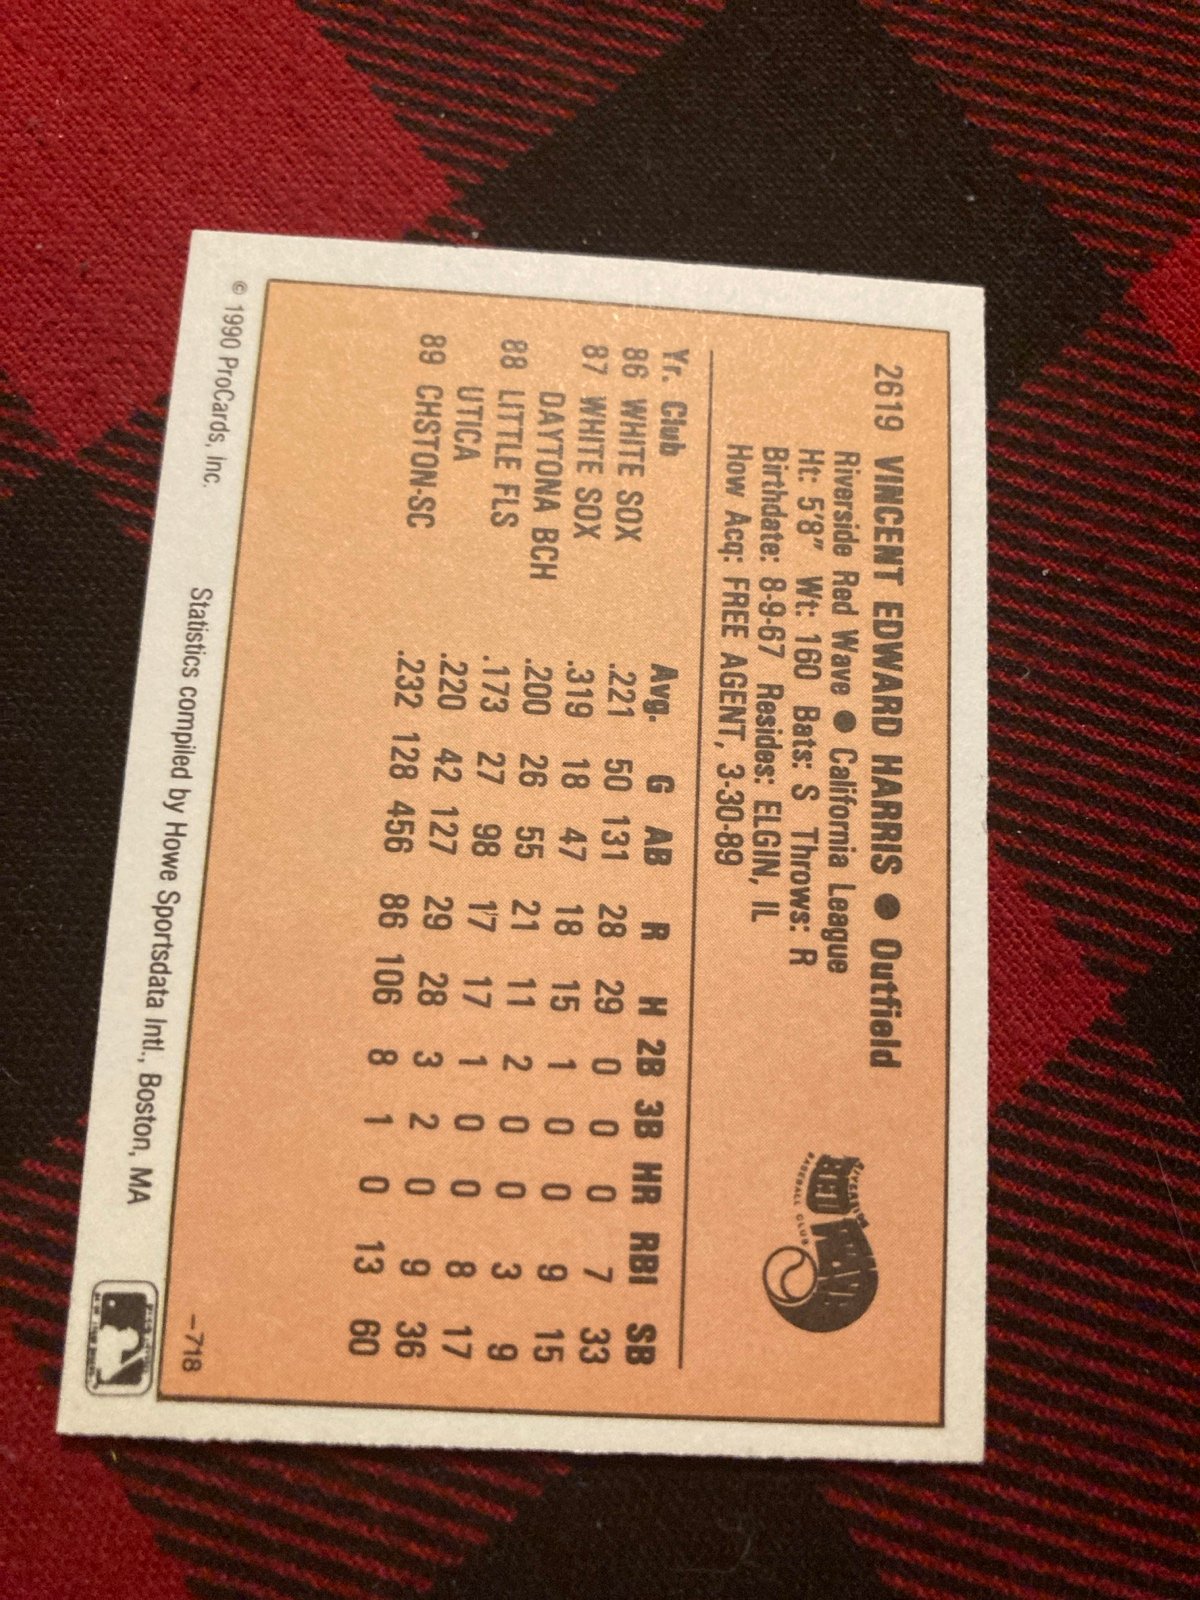 2619 VINCENT EDWARD HARRIS ● Outfield
Riverside Red Wave ● California League
Ht: 5'8" Wt: 160 Bats: S Throws: R
Birthdate: 8-9-67 Resides: ELGIN, IL
How Acq: FREE AGENT, 3-30-89
RED WAVE
BASEBALL CLUB
Yr. Club Avg. G AB R H 2B 3B HR RBI SB
86 WHITE SOX .221 50 131 28 29 0 0 0 7 33
87 WHITE SOX .319 18 47 18 15 1 0 0 9 15
DAYTONA BCH .200 26 55 21 11 2 0 0 3 9
88 LITTLE FLS .173 27 98 17 17 1 0 0 8 17
UTICA .220 42 127 29 28 3 2 0 9 36
89 CHSTON-SC .232 128 456 86 106 8 1 0 13 60
-718
© 1990 ProCards, Inc. Statistics compiled by Howe Sportsdata Intl., Boston, MA